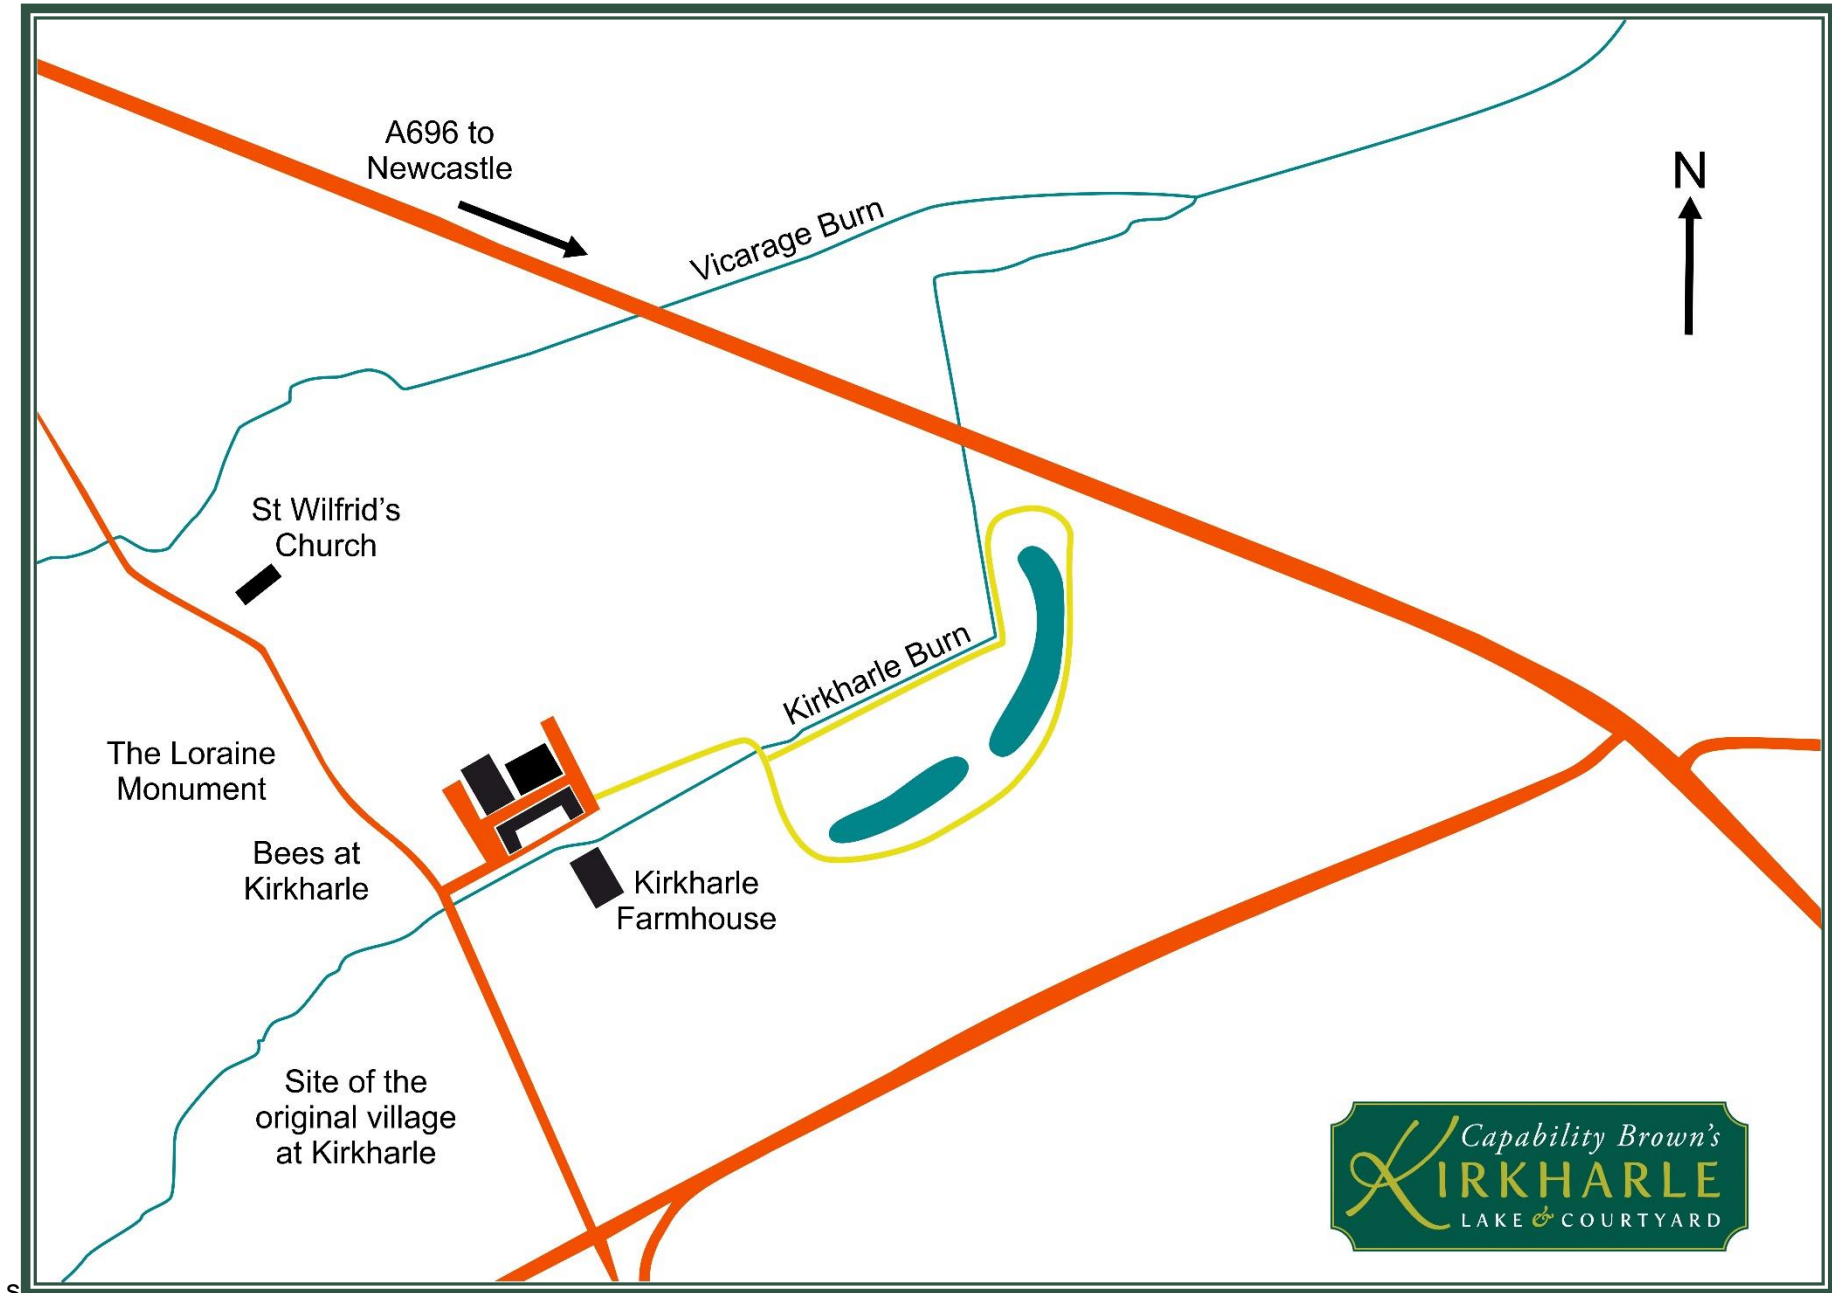 A696 to
Newcastle
N
Vicarage Burn
St Wilfrid's
Church
Kirkharle Burn
The Loraine
Monument
Bees at
Kirkharle
Kirkharle
Farmhouse
Site of the
original village
at Kirkharle
Capability Brown's
KIRKHARLE
LAKE & COURTYARD
s